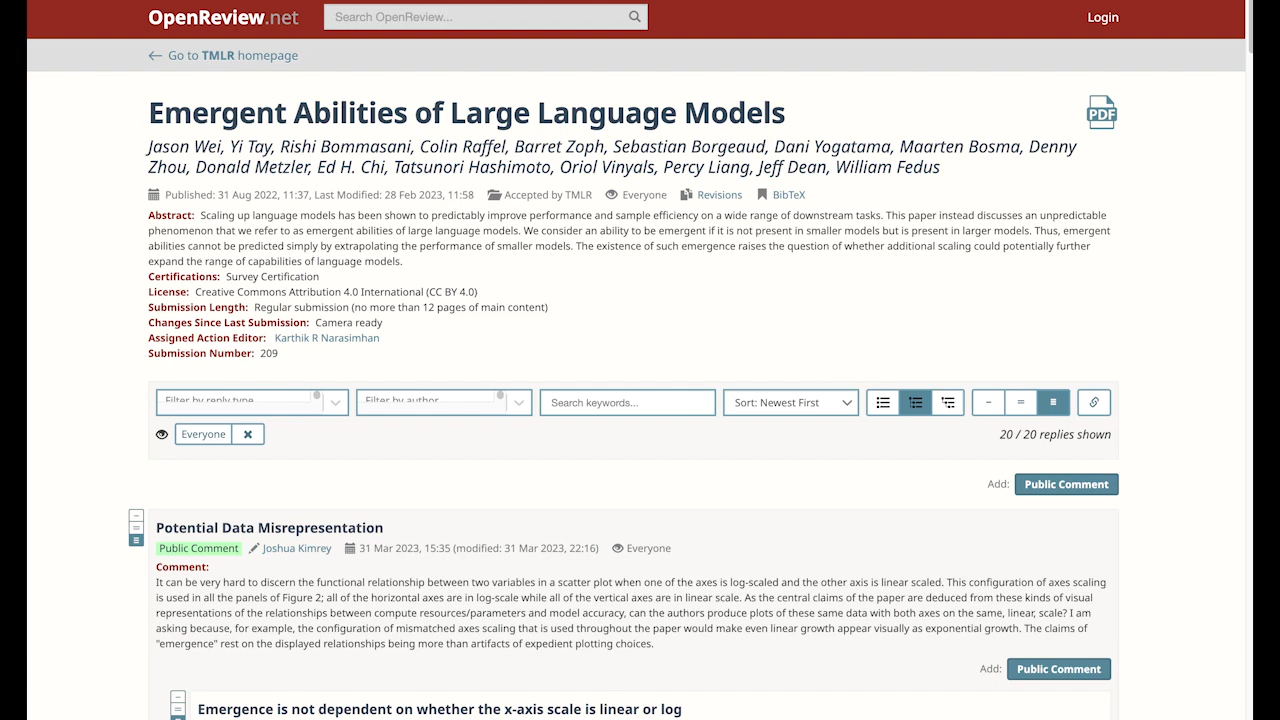 OpenReview.net
Search OpenReview...
Login
← Go to TMLR homepage
Emergent Abilities of Large Language Models
PDF
Jason Wei, Yi Tay, Rishi Bommasani, Colin Raffel, Barret Zoph, Sebastian Borgeaud, Dani Yogatama, Maarten Bosma, Denny
Zhou, Donald Metzler, Ed H. Chi, Tatsunori Hashimoto, Oriol Vinyals, Percy Liang, Jeff Dean, William Fedus
Published: 31 Aug 2022, 11:37, Last Modified: 28 Feb 2023, 11:58 Accepted by TMLR Everyone Revisions BibTeX
Abstract: Scaling up language models has been shown to predictably improve performance and sample efficiency on a wide range of downstream tasks. This paper instead discusses an unpredictable
phenomenon that we refer to as emergent abilities of large language models. We consider an ability to be emergent if it is not present in smaller models but is present in larger models. Thus, emergent
abilities cannot be predicted simply by extrapolating the performance of smaller models. The existence of such emergence raises the question of whether additional scaling could potentially further
expand the range of capabilities of language models.
Certifications: Survey Certification
License: Creative Commons Attribution 4.0 International (CC BY 4.0)
Submission Length: Regular submission (no more than 12 pages of main content)
Changes Since Last Submission: Camera ready
Assigned Action Editor: Karthik R Narasimhan
Submission Number: 209
Filter by reply type
Filter by author
Search keywords...
Sort: Newest First
Everyone
20 / 20 replies shown
Add: Public Comment
Potential Data Misrepresentation
Public Comment Joshua Kimrey 31 Mar 2023, 15:35 (modified: 31 Mar 2023, 22:16) Everyone
Comment:
It can be very hard to discern the functional relationship between two variables in a scatter plot when one of the axes is log-scaled and the other axis is linear scaled. This configuration of axes scaling
is used in all the panels of Figure 2; all of the horizontal axes are in log-scale while all of the vertical axes are in linear scale. As the central claims of the paper are deduced from these kinds of visual
representations of the relationships between compute resources/parameters and model accuracy, can the authors produce plots of these same data with both axes on the same, linear, scale? I am
asking because, for example, the configuration of mismatched axes scaling that is used throughout the paper would make even linear growth appear visually as exponential growth. The claims of
"emergence" rest on the displayed relationships being more than artifacts of expedient plotting choices.
Add: Public Comment
Emergence is not dependent on whether the x-axis scale is linear or log